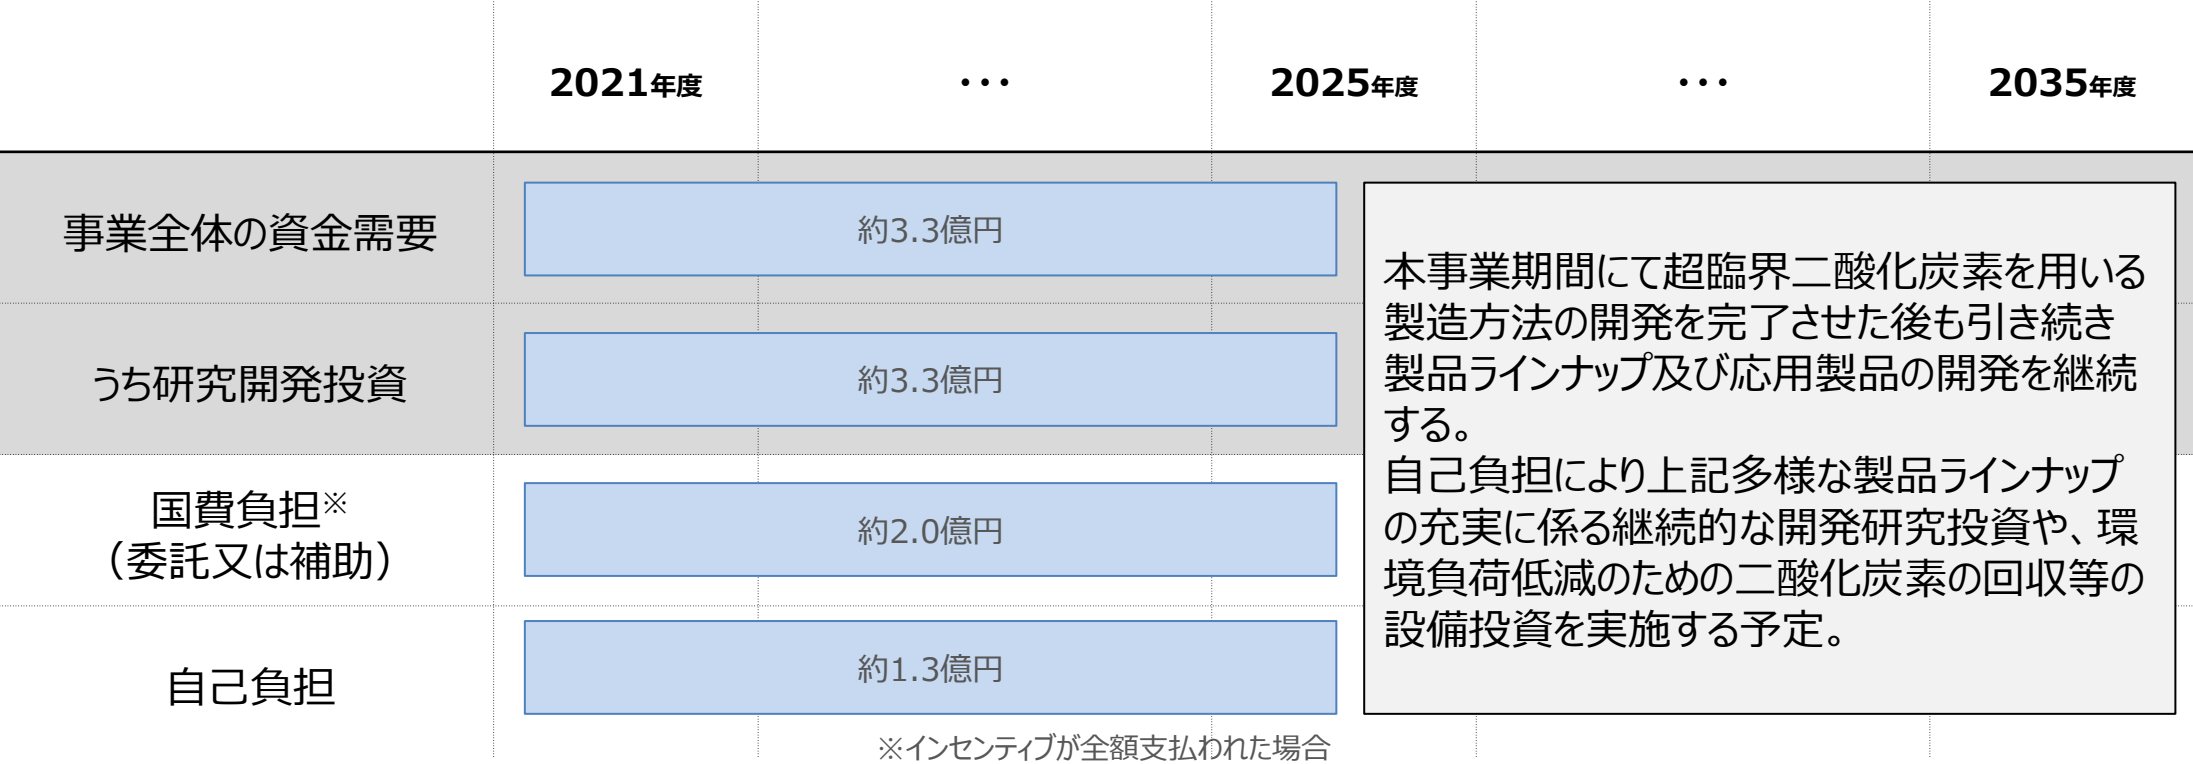 2021年度 ・・・ 2025年度 ・・・ 2035年度
事業全体の資金需要 約3.3億円
うち研究開発投資 約3.3億円
国費負担※
（委託又は補助）
約2.0億円
自己負担 約1.3億円
本事業期間にて超臨界二酸化炭素を用いる
製造方法の開発を完了させた後も引き続き
製品ラインナップ及び応用製品の開発を継続
する。
自己負担により上記多様な製品ラインナップ
の充実に係る継続的な開発研究投資や、環
境負荷低減のための二酸化炭素の回収等の
設備投資を実施する予定。
※インセンティブが全額支払われた場合